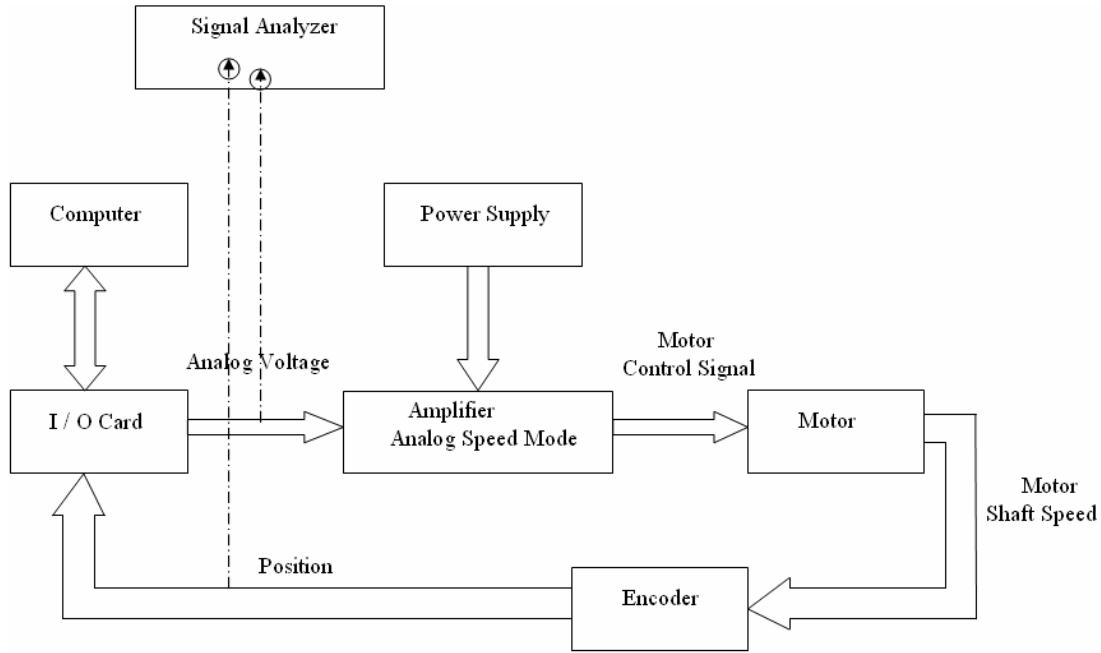 Signal Analyzer
Computer
Power Supply
Analog Voltage
Motor
Control Signal
I / O Card
Amplifier
Analog Speed Mode
Motor
Motor
Shaft Speed
Position
Encoder